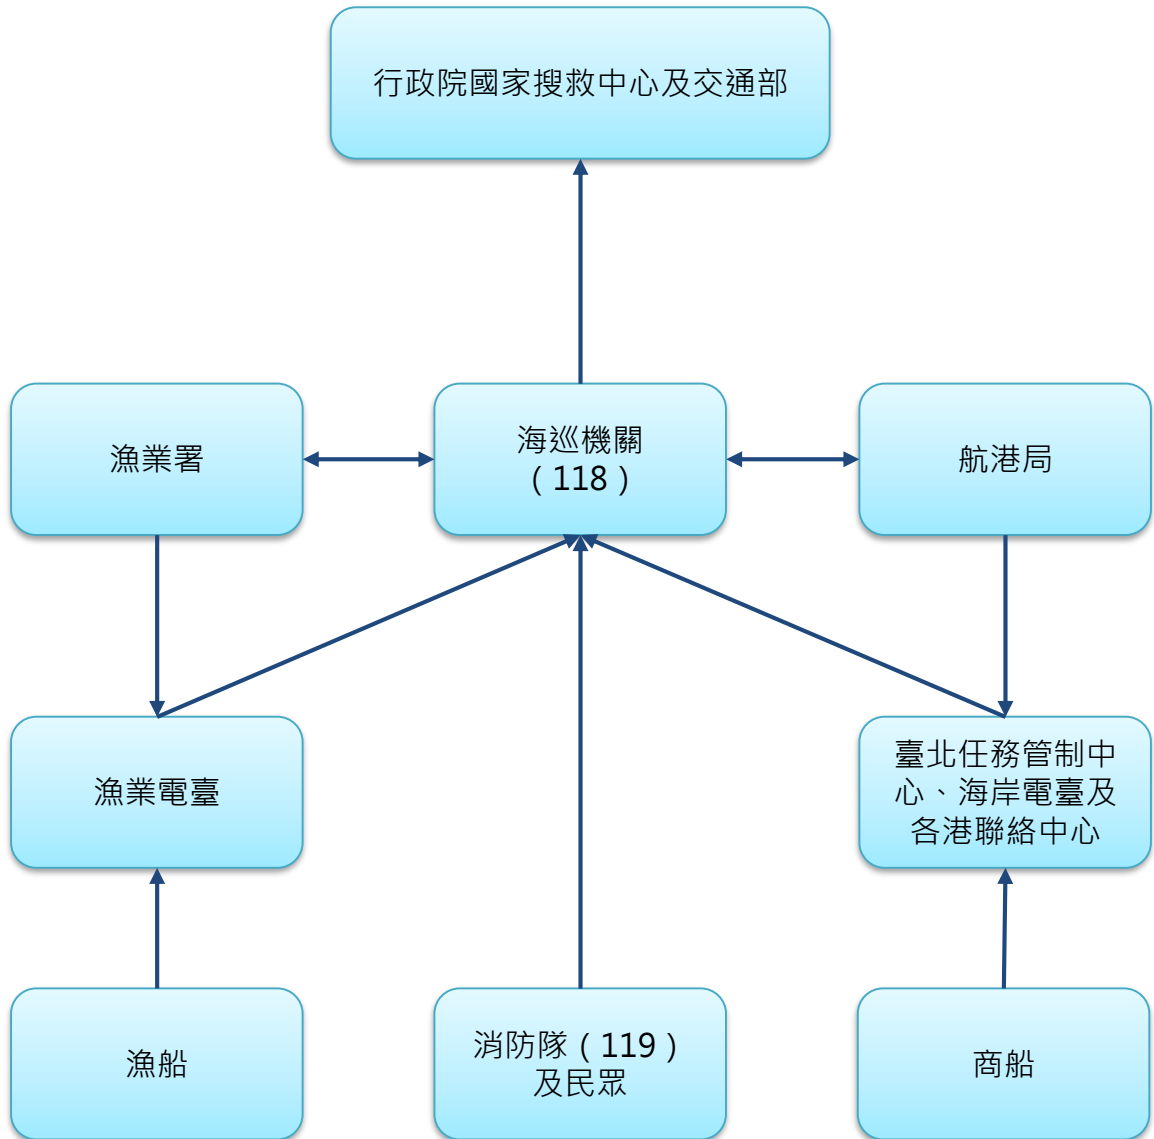 行政院國家搜救中心及交通部
漁業署
海巡機關
（118）
航港局
漁業電臺
臺北任務管制中
心、海岸電臺及
各港聯絡中心
漁船
消防隊（119）
及民眾
商船